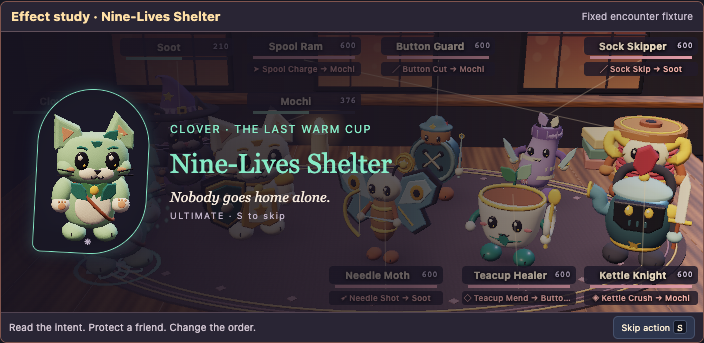 Effect study · Nine-Lives Shelter
Fixed encounter fixture
Soot 210
Spool Ram 600
➤ Spool Charge → Mochi
Button Guard 600
⟋ Button Cut → Mochi
Sock Skipper 600
⟋ Sock Skip → Soot
Mochi 376
CLOVER · THE LAST WARM CUP
Nine-Lives Shelter
Nobody goes home alone.
ULTIMATE · S to skip
Needle Moth 600
➶ Needle Shot → Soot
Teacup Healer 600
◇ Teacup Mend → Butto...
Kettle Knight 600
◈ Kettle Crush → Mochi
Read the intent. Protect a friend. Change the order.
Skip action S